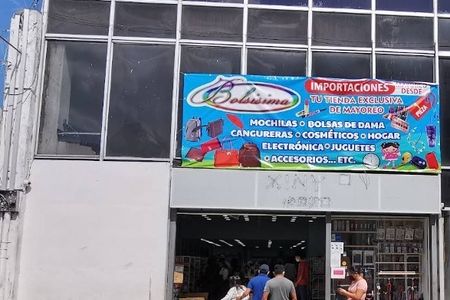 Bolsisima
IMPORTACIONES
DESDE
TU TIENDA EXCLUSIVA
DE MAYOREO
MOCHILAS BOLSAS DE DAMA
CANGURERAS COSMÉTICOS HOGAR
ELECTRÓNICA JUGUETES
ACCESORIOS... ETC.